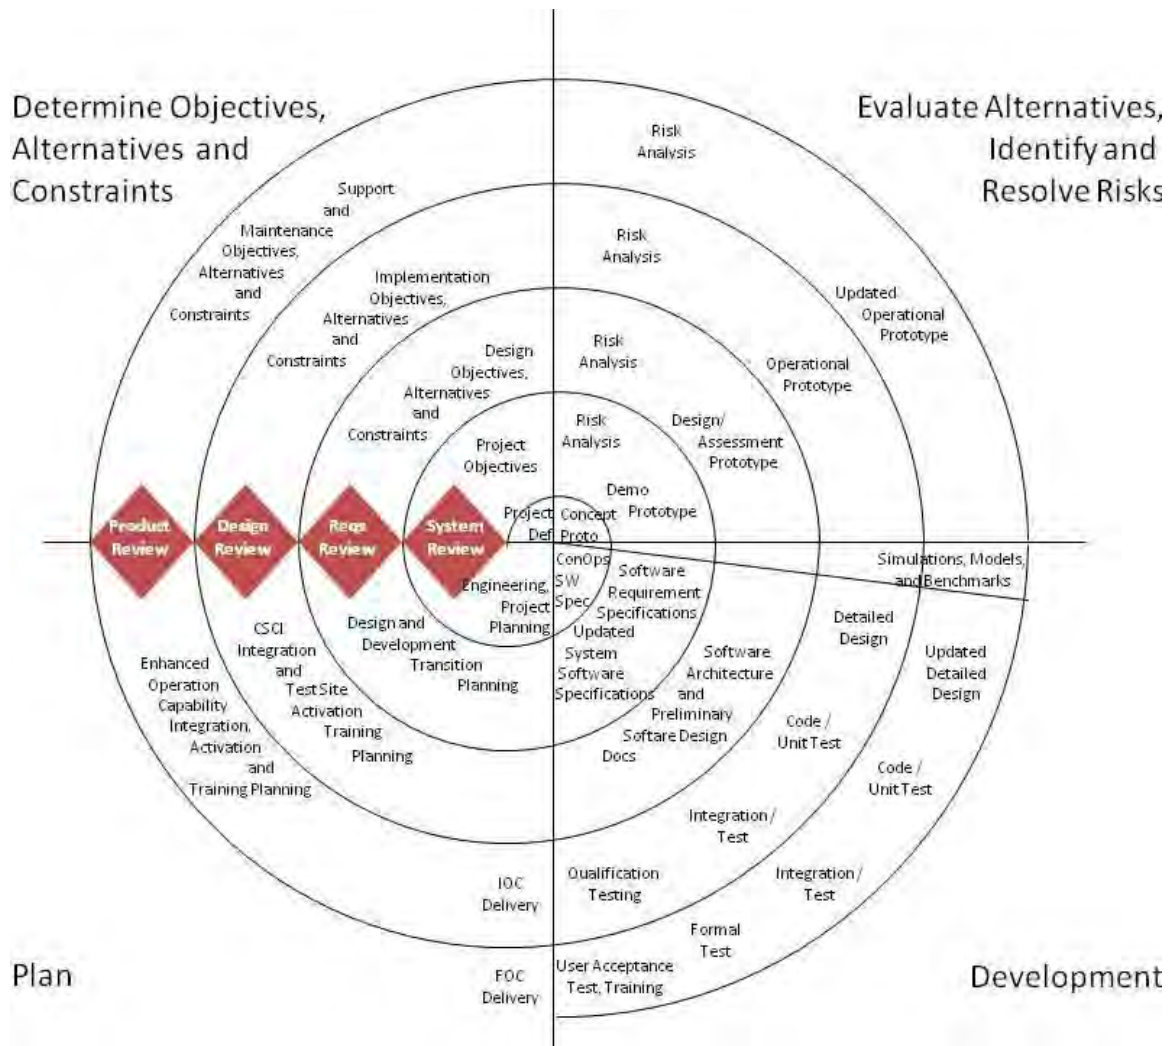 Determine Objectives,
Alternatives and
Constraints
Evaluate Alternatives,
Identify and
Resolve Risks
Support
and
Maintenance
Objectives,
Alternatives
and
Constraints
Implementation
Objectives,
Alternatives
and
Constraints
Design
Objectives,
Alternatives
and
Constraints
Project
Objectives
Project
Def
Risk
Analysis
Risk
Analysis
Risk
Analysis
Risk
Analysis
Updated
Operational
Prototype
Operational
Prototype
Design/
Assessment
Prototype
Demo
Prototype
Concept
Proto
Product
Review
Design
Review
Reqs
Review
System
Review
Simulations, Models,
and Benchmarks
ConOps
SW
Spec
Software
Requirement
Specifications
Updated
System
Software
Specifications
Software
Architecture
and
Preliminary
Softare Design
Docs
Detailed
Design
Code /
Unit Test
Integration /
Test
Qualification
Testing
Updated
Detailed
Design
Code /
Unit Test
Integration /
Test
Formal
Test
User Acceptance
Test, Training
Engineering,
Project
Planning
Design and
Development
Transition
Planning
CSCI
Integration
and
Test Site
Activation
Training
Planning
Enhanced
Operation
Capability
Integration,
Activation
and
Training Planning
IOC
Delivery
FOC
Delivery
Plan
Development